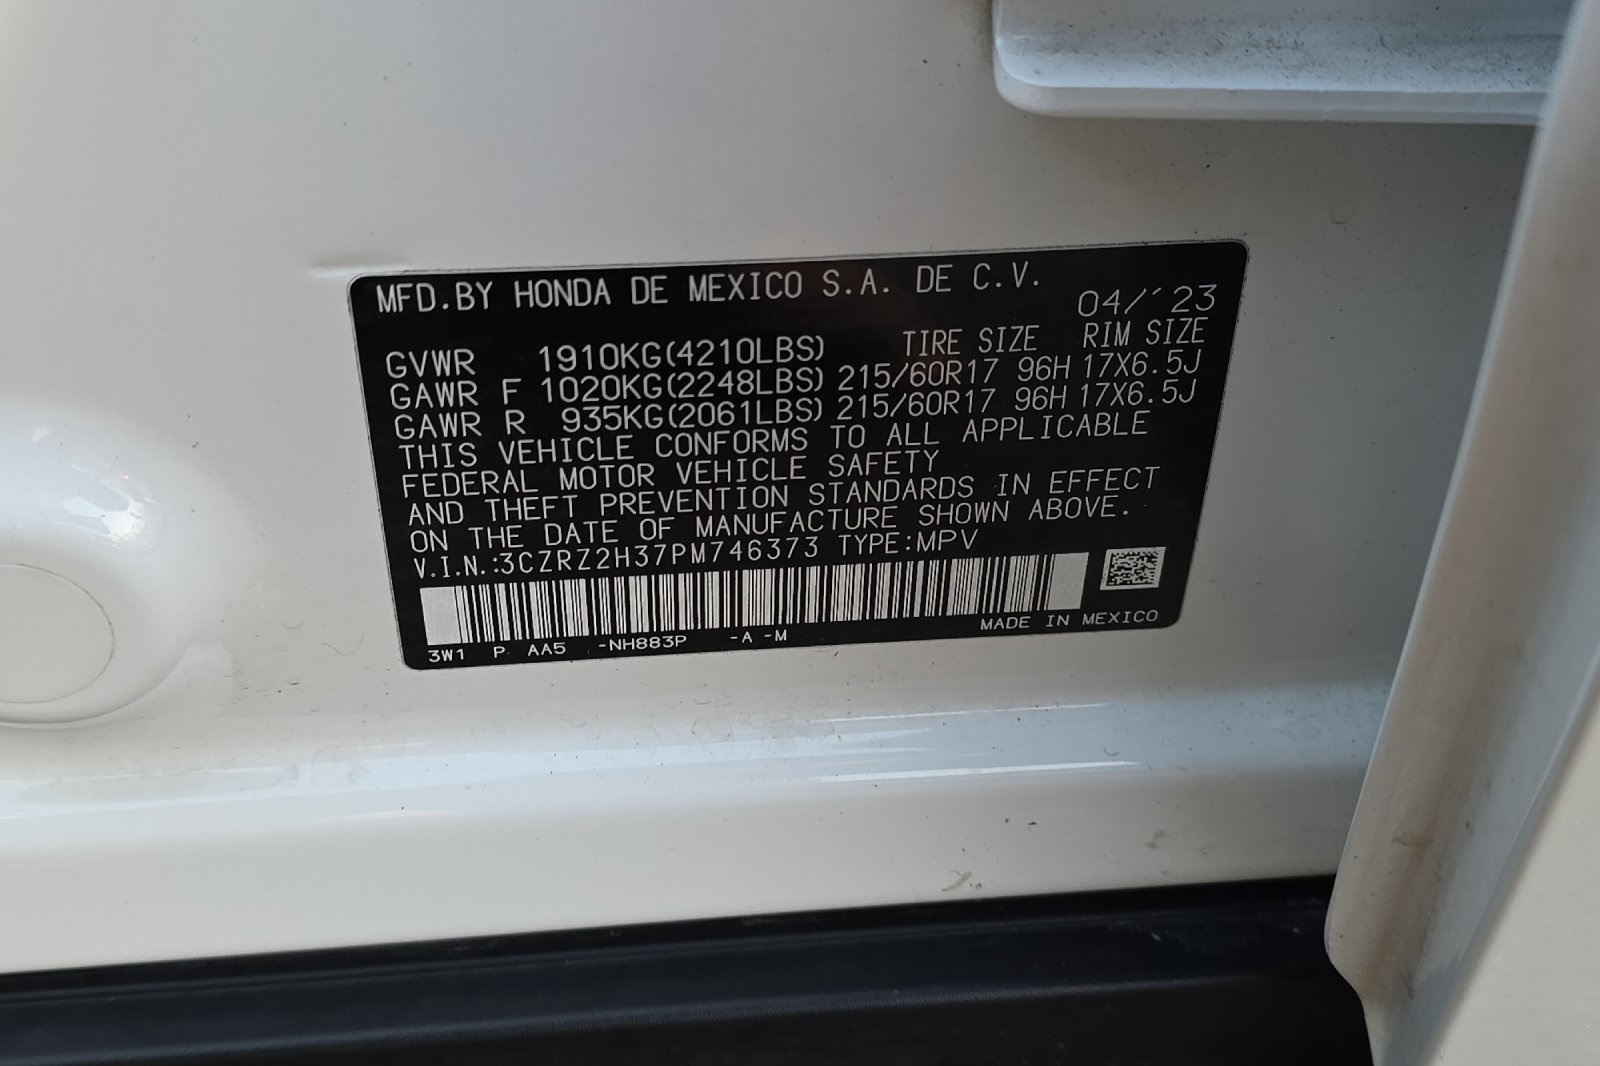 MFD.BY HONDA DE MEXICO S.A. DE C.V.
04/'23
TIRE SIZE RIM SIZE
GVWR 1910KG(4210LBS)
GAWR F 1020KG(2248LBS) 215/60R17 96H 17X6.5J
GAWR R 935KG(2061LBS) 215/60R17 96H 17X6.5J
THIS VEHICLE CONFORMS TO ALL APPLICABLE
FEDERAL MOTOR VEHICLE SAFETY
AND THEFT PREVENTION STANDARDS IN EFFECT
ON THE DATE OF MANUFACTURE SHOWN ABOVE.
V.I.N.:3CZRZ2H37PM746373 TYPE:MPV
MADE IN MEXICO
3W1 P AA5 -NH883P -A -M